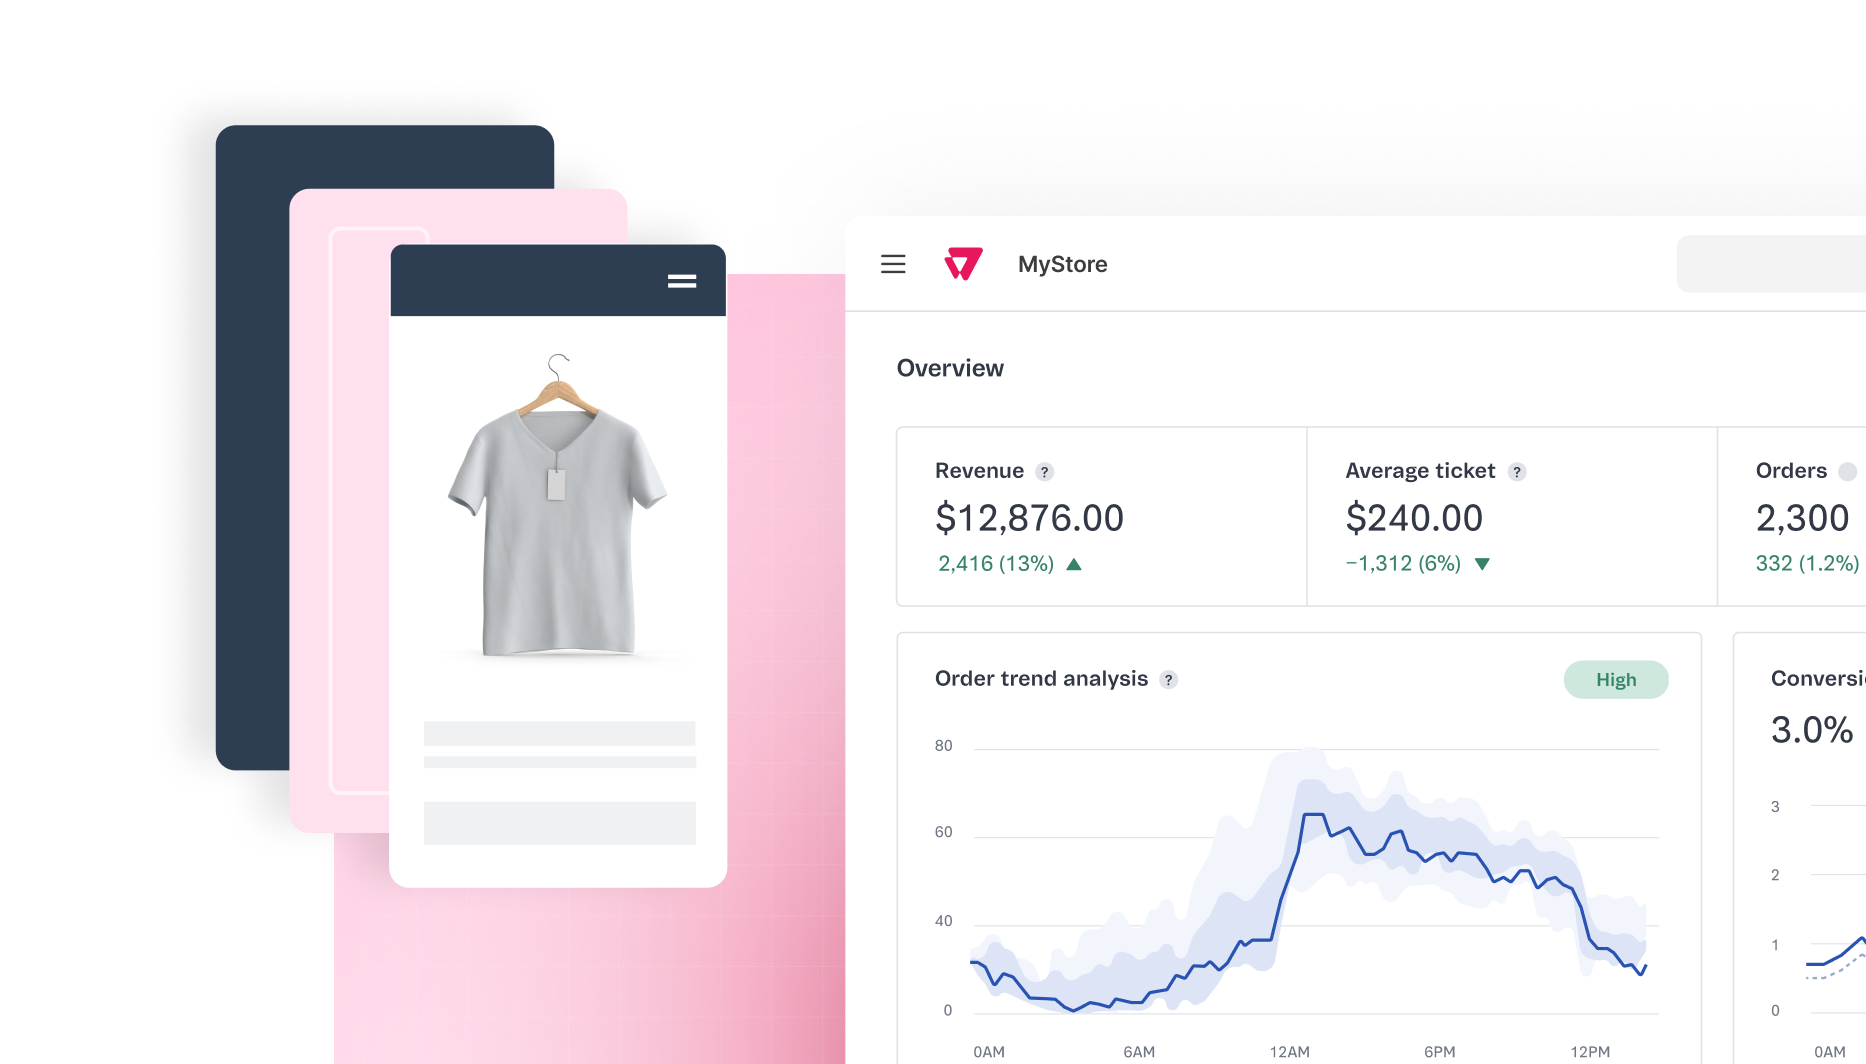 MyStore
Overview
Revenue ?
$12,876.00
2,416 (13%) ▲
Average ticket ?
$240.00
−1,312 (6%) ▼
Orders
2,300
332 (1.2%)
Order trend analysis ?
High
80
60
40
0
0AM 6AM 12AM 6PM 12PM
3.0%
3
2
1
0
0AM